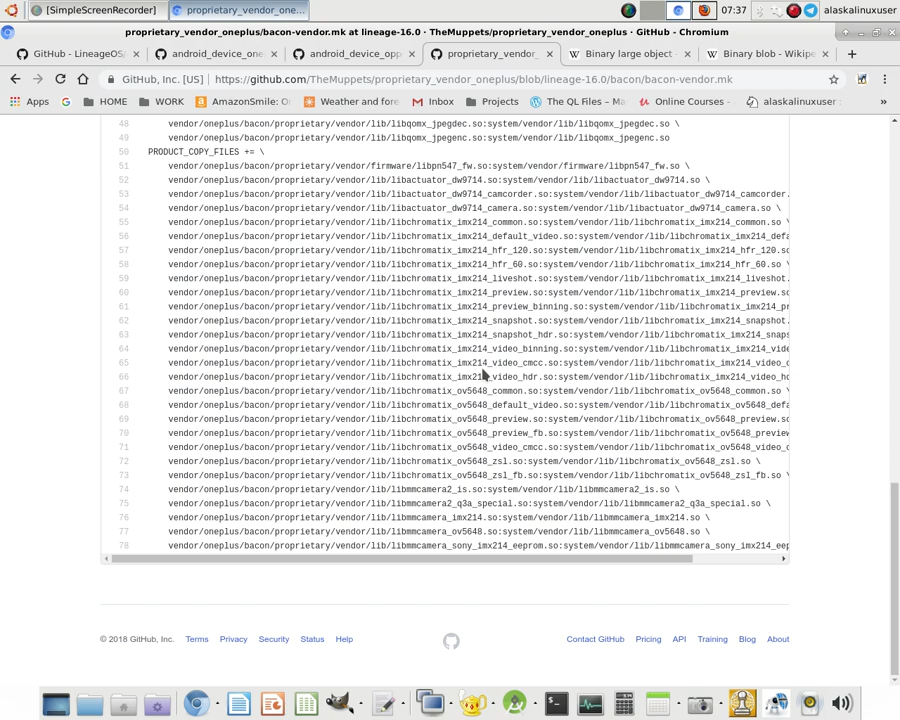 [SimpleScreenRecorder]
proprietary_vendor_one...
07:37
alaskalinuxuser
proprietary_vendor_oneplus/bacon-vendor.mk at lineage-16.0 · TheMuppets/proprietary_vendor_oneplus · GitHub - Chromium
GitHub - LineageOS/
android_device_one
android_device_opp
proprietary_vendor_
Binary large object -
Binary blob - Wikipe
GitHub, Inc. [US]
https://github.com/TheMuppets/proprietary_vendor_oneplus/blob/lineage-16.0/bacon/bacon-vendor.mk
Apps
HOME
WORK
AmazonSmile: O
Weather and fore
Inbox
Projects
The QL Files – Ma
Online Courses -
alaskalinuxuser
»
48 vendor/oneplus/bacon/proprietary/vendor/lib/libqomx_jpegdec.so:system/vendor/lib/libqomx_jpegdec.so \
49 vendor/oneplus/bacon/proprietary/vendor/lib/libqomx_jpegenc.so:system/vendor/lib/libqomx_jpegenc.so
50 PRODUCT_COPY_FILES += \
51 vendor/oneplus/bacon/proprietary/vendor/firmware/libpn547_fw.so:system/vendor/firmware/libpn547_fw.so \
52 vendor/oneplus/bacon/proprietary/vendor/lib/libactuator_dw9714.so:system/vendor/lib/libactuator_dw9714.so \
53 vendor/oneplus/bacon/proprietary/vendor/lib/libactuator_dw9714_camcorder.so:system/vendor/lib/libactuator_dw9714_camcorder.
54 vendor/oneplus/bacon/proprietary/vendor/lib/libactuator_dw9714_camera.so:system/vendor/lib/libactuator_dw9714_camera.so \
55 vendor/oneplus/bacon/proprietary/vendor/lib/libchromatix_imx214_common.so:system/vendor/lib/libchromatix_imx214_common.so \
56 vendor/oneplus/bacon/proprietary/vendor/lib/libchromatix_imx214_default_video.so:system/vendor/lib/libchromatix_imx214_defa
57 vendor/oneplus/bacon/proprietary/vendor/lib/libchromatix_imx214_hfr_120.so:system/vendor/lib/libchromatix_imx214_hfr_120.so
58 vendor/oneplus/bacon/proprietary/vendor/lib/libchromatix_imx214_hfr_60.so:system/vendor/lib/libchromatix_imx214_hfr_60.so \
59 vendor/oneplus/bacon/proprietary/vendor/lib/libchromatix_imx214_liveshot.so:system/vendor/lib/libchromatix_imx214_liveshot.
60 vendor/oneplus/bacon/proprietary/vendor/lib/libchromatix_imx214_preview.so:system/vendor/lib/libchromatix_imx214_preview.so
61 vendor/oneplus/bacon/proprietary/vendor/lib/libchromatix_imx214_preview_binning.so:system/vendor/lib/libchromatix_imx214_pr
62 vendor/oneplus/bacon/proprietary/vendor/lib/libchromatix_imx214_snapshot.so:system/vendor/lib/libchromatix_imx214_snapshot.
63 vendor/oneplus/bacon/proprietary/vendor/lib/libchromatix_imx214_snapshot_hdr.so:system/vendor/lib/libchromatix_imx214_snaps
64 vendor/oneplus/bacon/proprietary/vendor/lib/libchromatix_imx214_video_binning.so:system/vendor/lib/libchromatix_imx214_vide
65 vendor/oneplus/bacon/proprietary/vendor/lib/libchromatix_imx214_video_cmcc.so:system/vendor/lib/libchromatix_imx214_video_c
66 vendor/oneplus/bacon/proprietary/vendor/lib/libchromatix_imx214_video_hdr.so:system/vendor/lib/libchromatix_imx214_video_hd
67 vendor/oneplus/bacon/proprietary/vendor/lib/libchromatix_ov5648_common.so:system/vendor/lib/libchromatix_ov5648_common.so \
68 vendor/oneplus/bacon/proprietary/vendor/lib/libchromatix_ov5648_default_video.so:system/vendor/lib/libchromatix_ov5648_defa
69 vendor/oneplus/bacon/proprietary/vendor/lib/libchromatix_ov5648_preview.so:system/vendor/lib/libchromatix_ov5648_preview.so
70 vendor/oneplus/bacon/proprietary/vendor/lib/libchromatix_ov5648_preview_fb.so:system/vendor/lib/libchromatix_ov5648_preview
71 vendor/oneplus/bacon/proprietary/vendor/lib/libchromatix_ov5648_video_cmcc.so:system/vendor/lib/libchromatix_ov5648_video_c
72 vendor/oneplus/bacon/proprietary/vendor/lib/libchromatix_ov5648_zsl.so:system/vendor/lib/libchromatix_ov5648_zsl.so \
73 vendor/oneplus/bacon/proprietary/vendor/lib/libchromatix_ov5648_zsl_fb.so:system/vendor/lib/libchromatix_ov5648_zsl_fb.so \
74 vendor/oneplus/bacon/proprietary/vendor/lib/libmmcamera2_is.so:system/vendor/lib/libmmcamera2_is.so \
75 vendor/oneplus/bacon/proprietary/vendor/lib/libmmcamera2_q3a_special.so:system/vendor/lib/libmmcamera2_q3a_special.so \
76 vendor/oneplus/bacon/proprietary/vendor/lib/libmmcamera_imx214.so:system/vendor/lib/libmmcamera_imx214.so \
77 vendor/oneplus/bacon/proprietary/vendor/lib/libmmcamera_ov5648.so:system/vendor/lib/libmmcamera_ov5648.so \
78 vendor/oneplus/bacon/proprietary/vendor/lib/libmmcamera_sony_imx214_eeprom.so:system/vendor/lib/libmmcamera_sony_imx214_eep
© 2018 GitHub, Inc. Terms Privacy Security Status Help Contact GitHub Pricing API Training Blog About